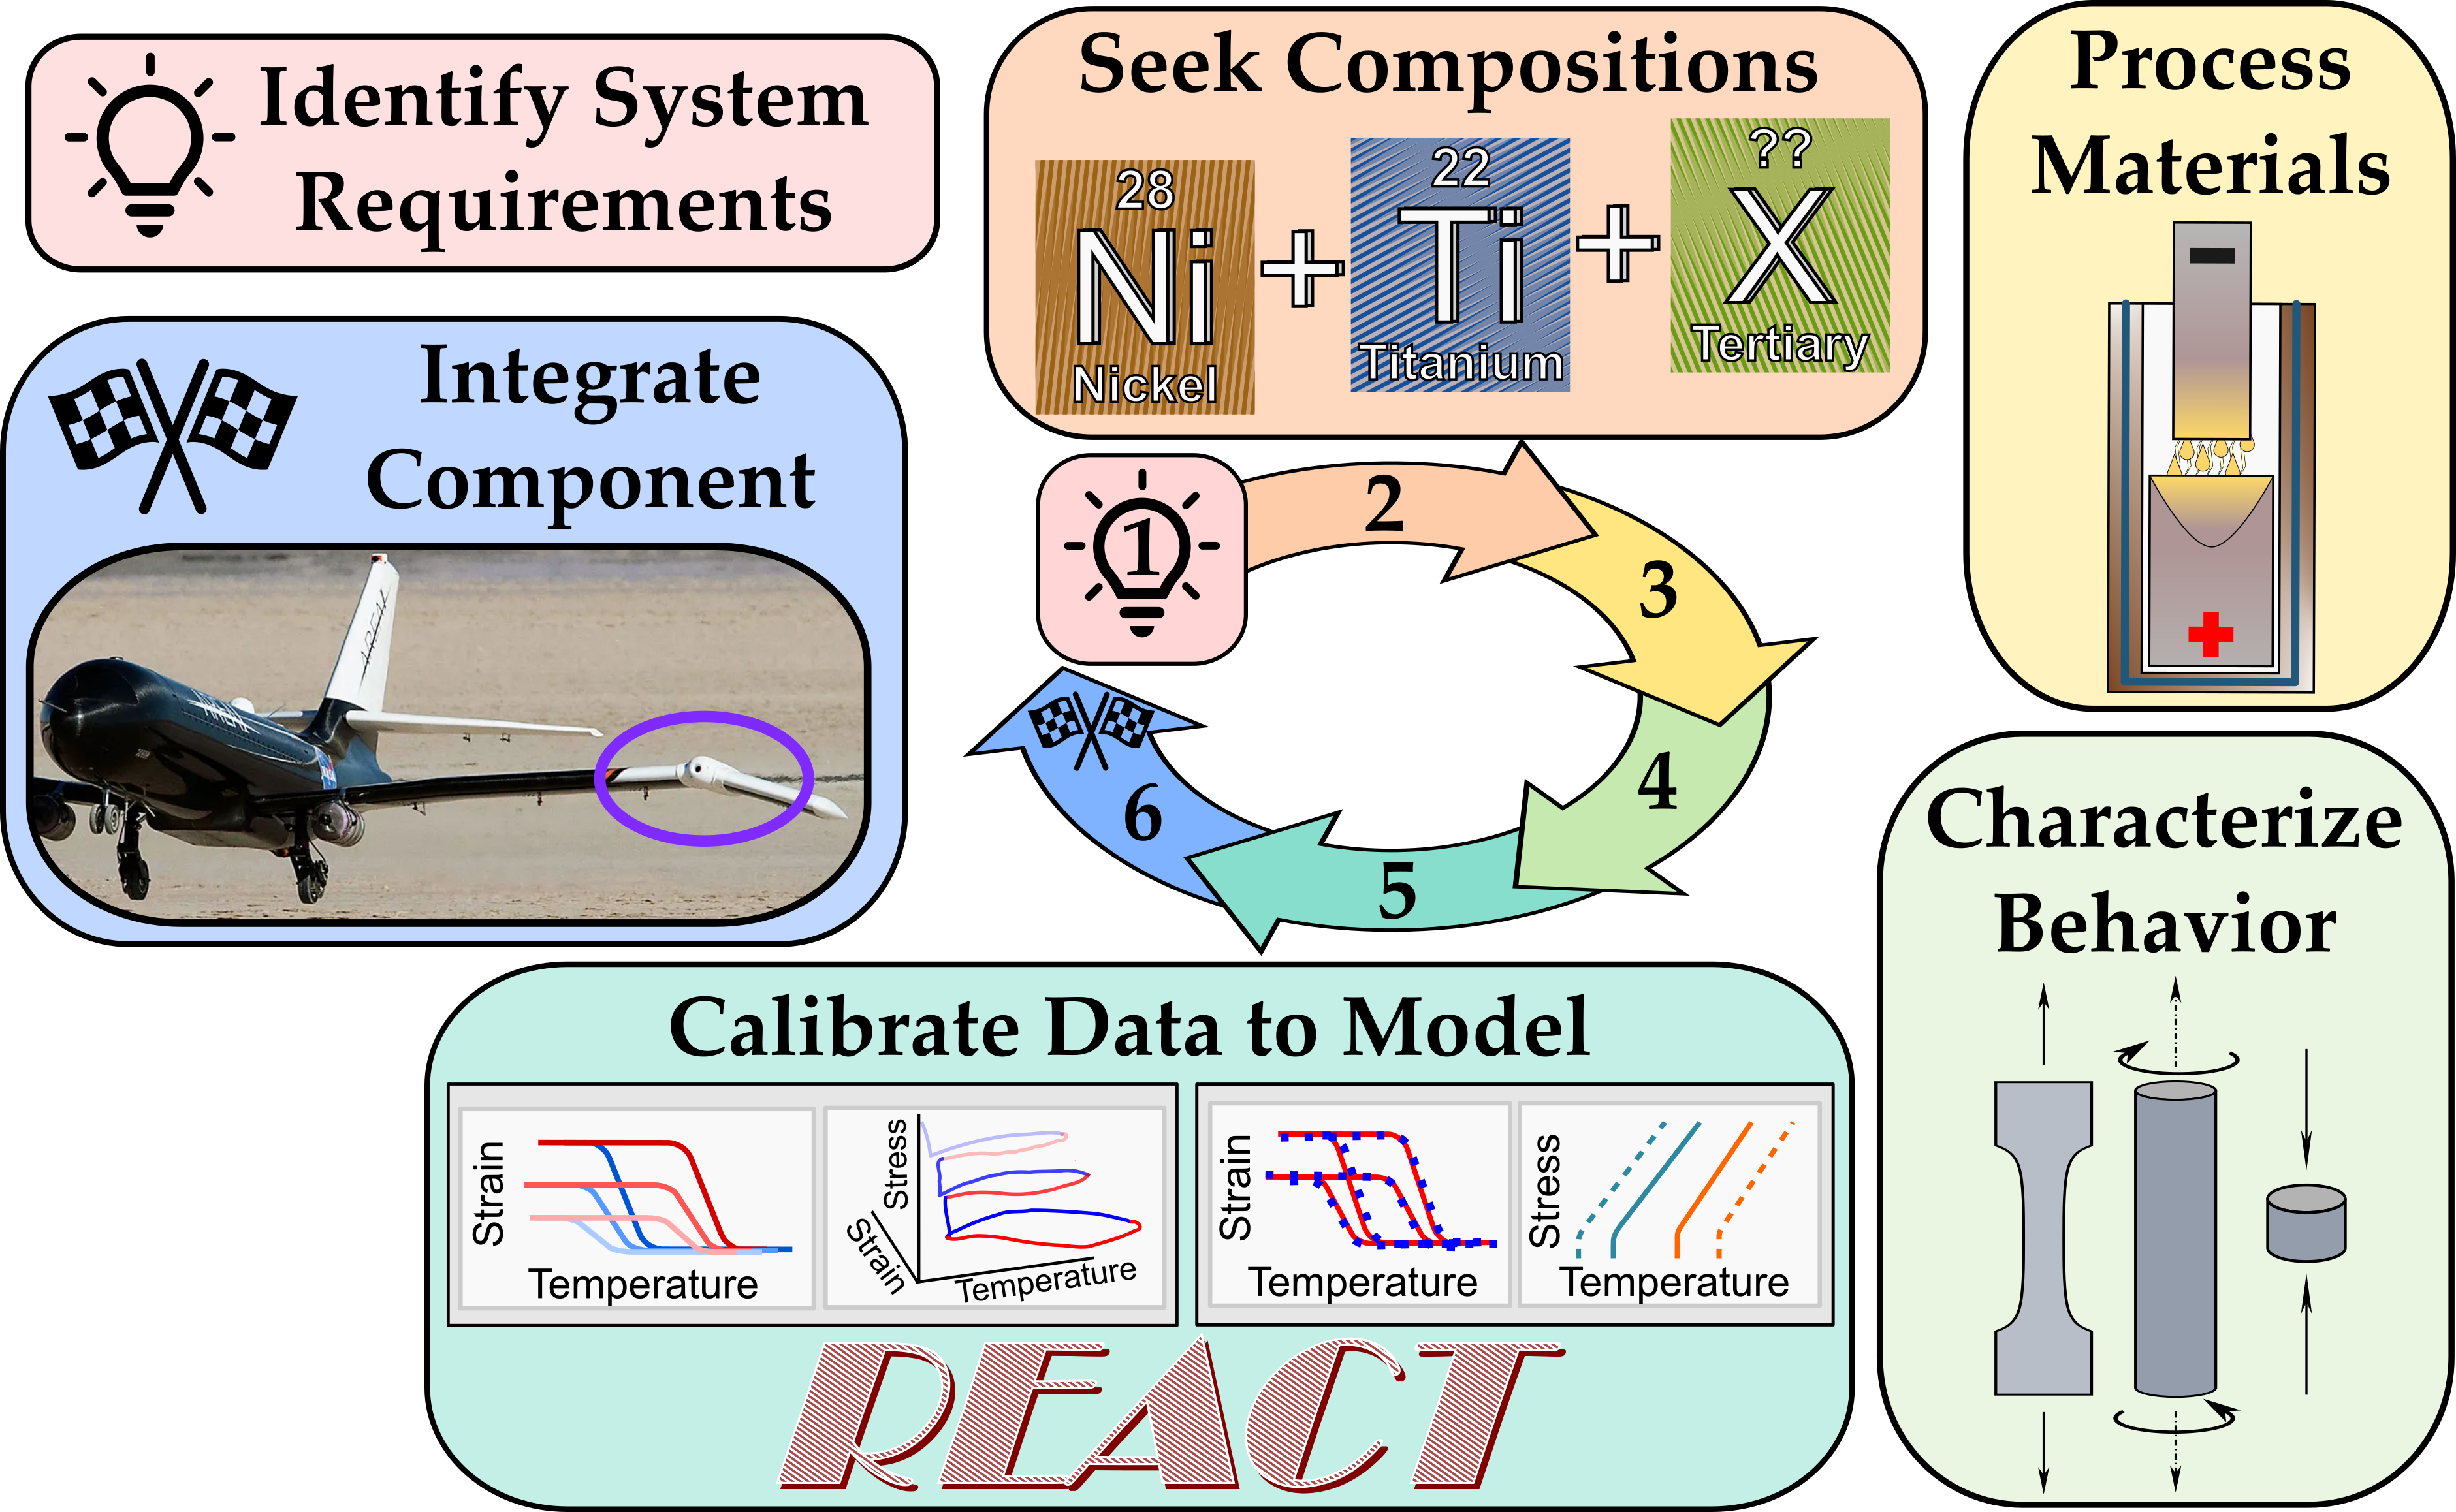 Identify System
Requirements
Seek Compositions
28
Ni
Nickel
+
22
Ti
Titanium
+
??
X
Tertiary
Process
Materials
Integrate
Component
1
2
3
4
5
6
Characterize
Behavior
Calibrate Data to Model
Strain
Temperature
Stress
Strain
Temperature
Strain
Temperature
Stress
Temperature
REACT